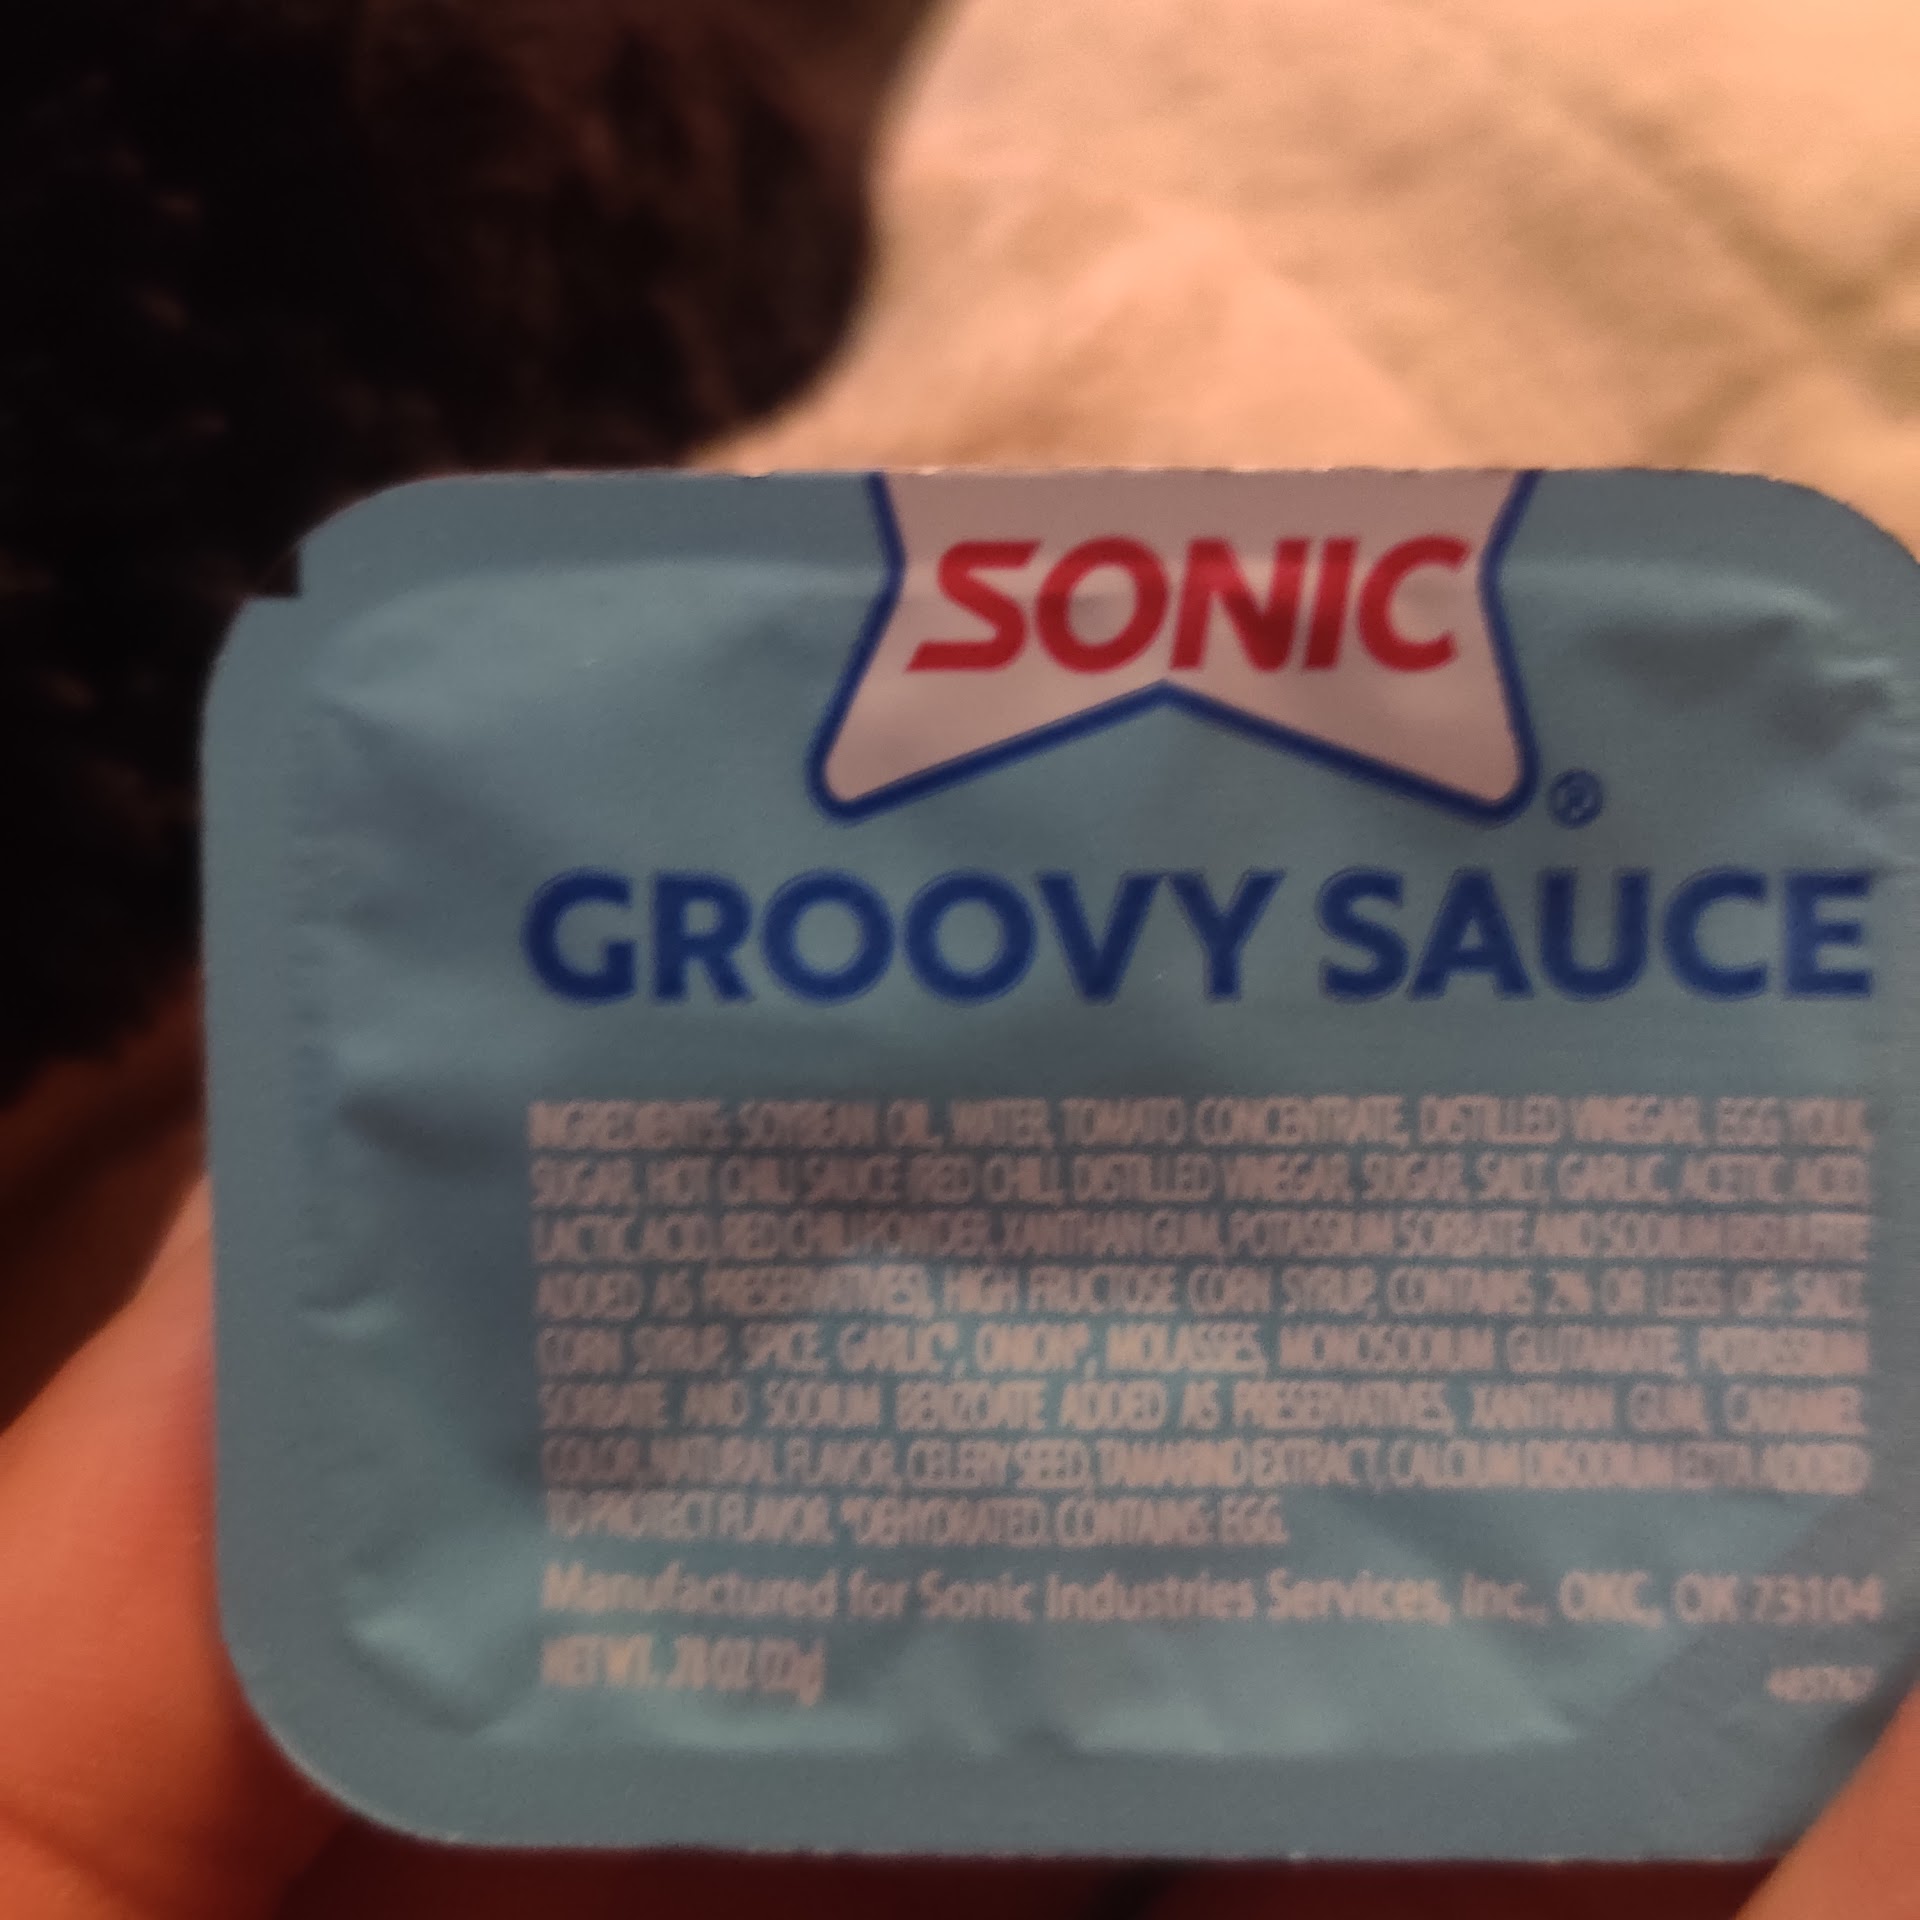 SONIC
®
GROOVY SAUCE
INGREDIENTS: SOYBEAN OIL, WATER, TOMATO CONCENTRATE, DISTILLED VINEGAR, EGG YOLK,
SUGAR, HOT CHILI SAUCE (RED CHILI, DISTILLED VINEGAR, SUGAR, SALT, GARLIC, ACETIC ACID,
LACTIC ACID, RED CHILI POWDER, XANTHAN GUM, POTASSIUM SORBATE AND SODIUM BISULFITE
ADDED AS PRESERVATIVES), HIGH FRUCTOSE CORN SYRUP, CONTAINS 2% OR LESS OF: SALT,
CORN SYRUP, SPICE, GARLIC*, ONION*, MOLASSES, MONOSODIUM GLUTAMATE, POTASSIUM
SORBATE AND SODIUM BENZOATE ADDED AS PRESERVATIVES, XANTHAN GUM, CARAMEL
COLOR, NATURAL FLAVOR, CELERY SEED, TAMARIND EXTRACT, CALCIUM DISODIUM EDTA ADDED
TO PROTECT FLAVOR. *DEHYDRATED. CONTAINS: EGG.
Manufactured for Sonic Industries Services, Inc., OKC, OK 73104
NET WT. .78 OZ (22g)